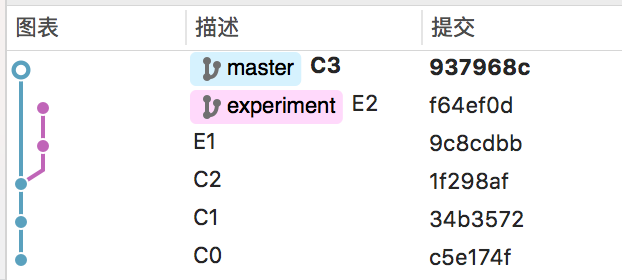 图表 描述 提交
master C3 937968c
experiment E2 f64ef0d
E1 9c8cdbb
C2 1f298af
C1 34b3572
C0 c5e174f